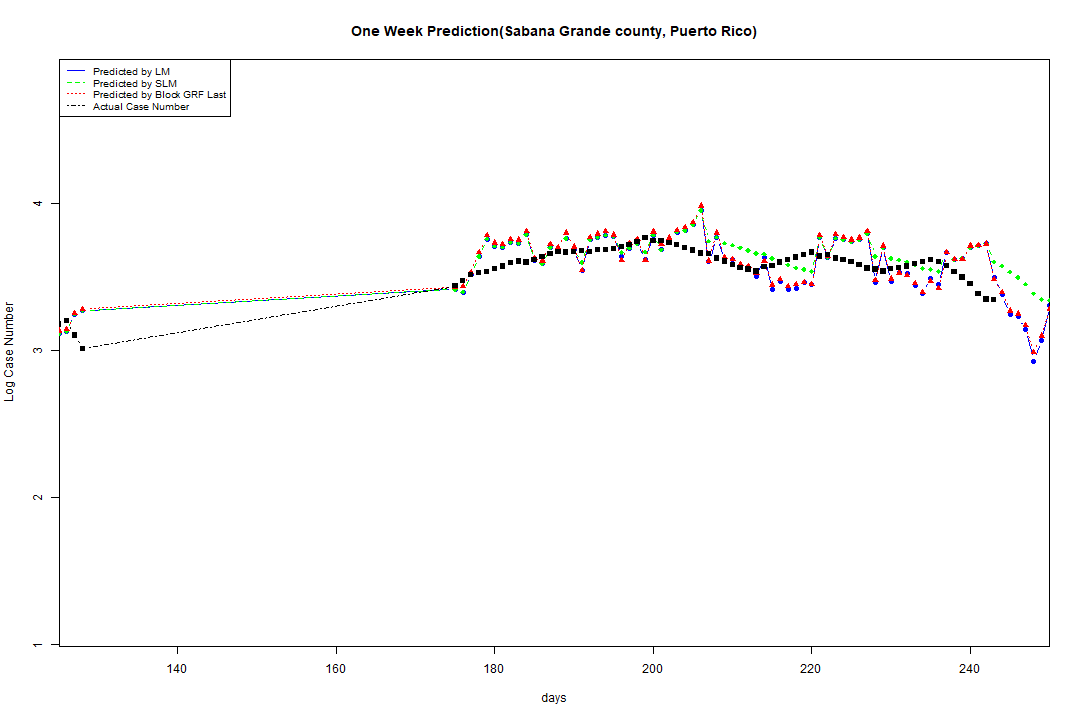 One Week Prediction(Sabana Grande county, Puerto Rico)
Predicted by LM
Predicted by SLM
Predicted by Block GRF Last
Actual Case Number
4
3
2
1
Log Case Number
140 160 180 200 220 240
days